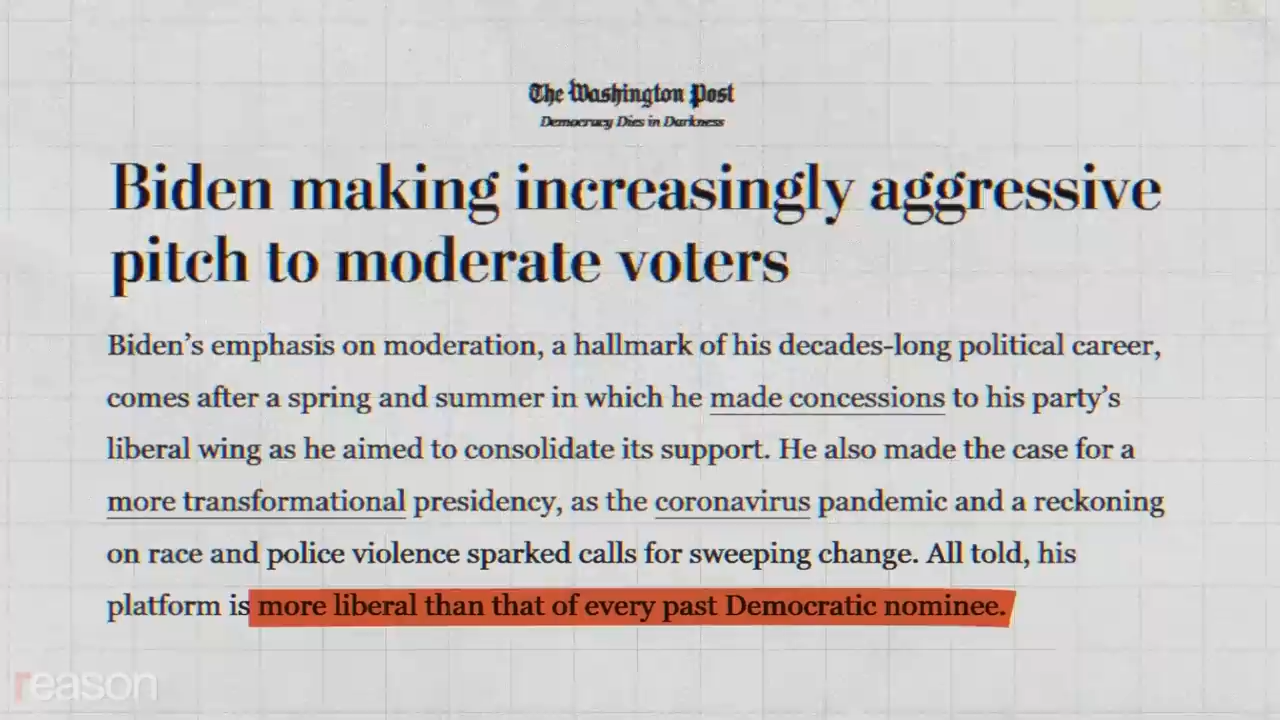 The Washington Post
Democracy Dies in Darkness
Biden making increasingly aggressive
pitch to moderate voters
Biden’s emphasis on moderation, a hallmark of his decades-long political career,
comes after a spring and summer in which he made concessions to his party’s
liberal wing as he aimed to consolidate its support. He also made the case for a
more transformational presidency, as the coronavirus pandemic and a reckoning
on race and police violence sparked calls for sweeping change. All told, his
platform is more liberal than that of every past Democratic nominee.
reason